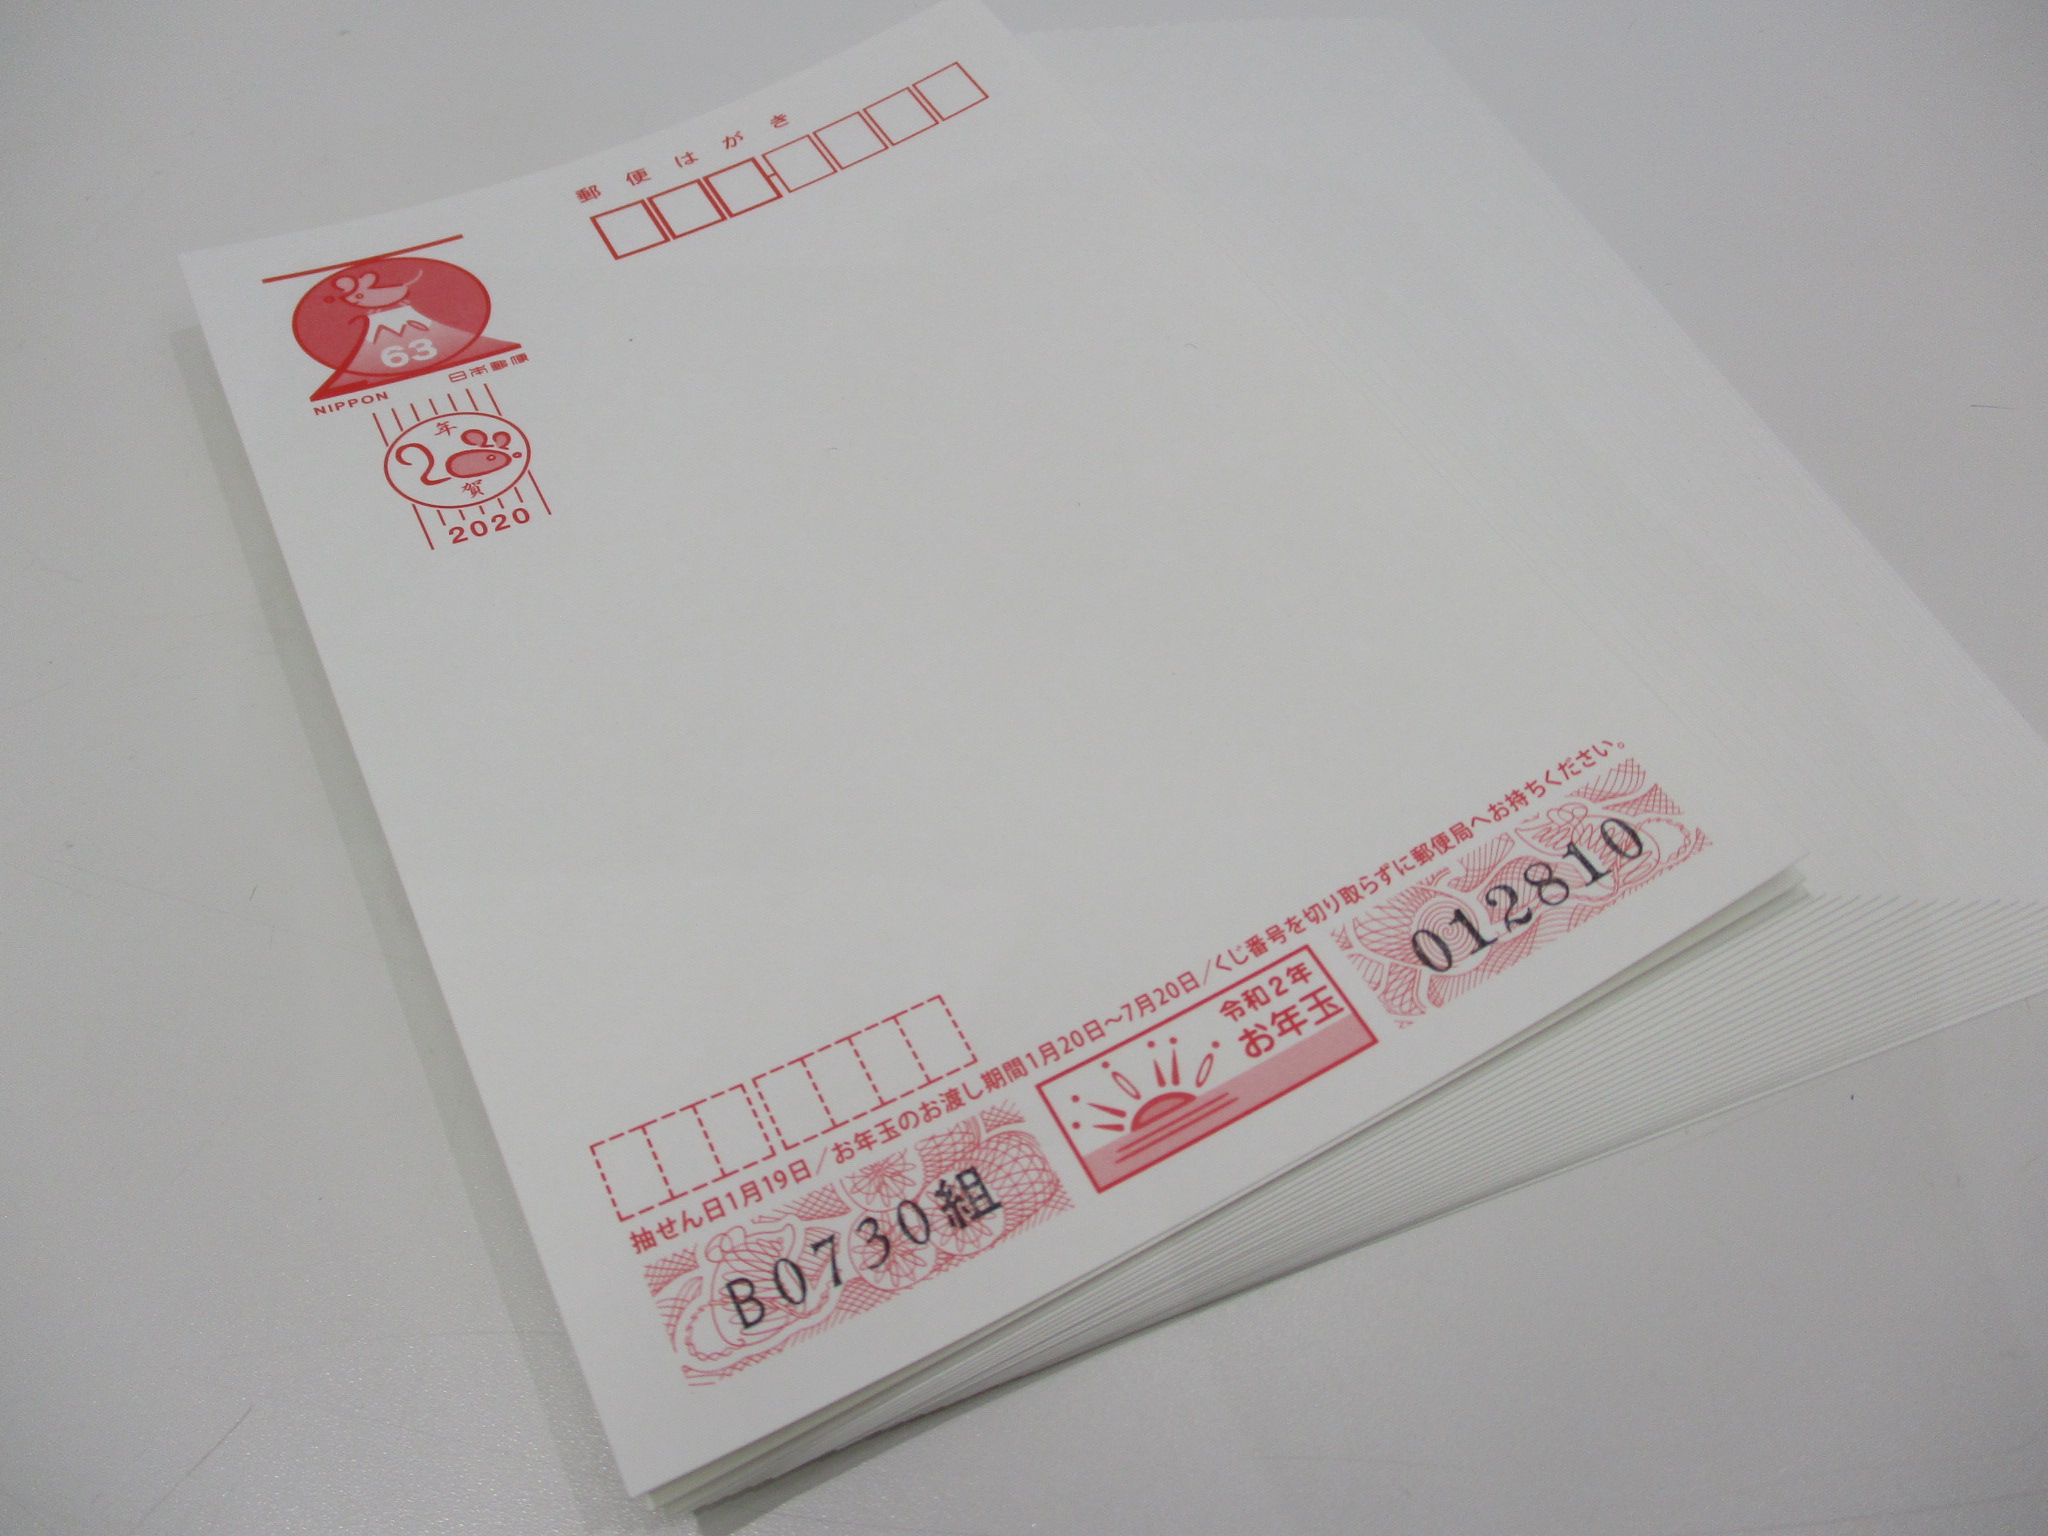 郵便はがき
63
日本郵便
NIPPON
年
賀
2020
抽せん日1月19日/お年玉のお渡し期間1月20日~7月20日/くじ番号を切り取らずに郵便局へお持ちください。
B0730組
令和2年
お年玉
012810